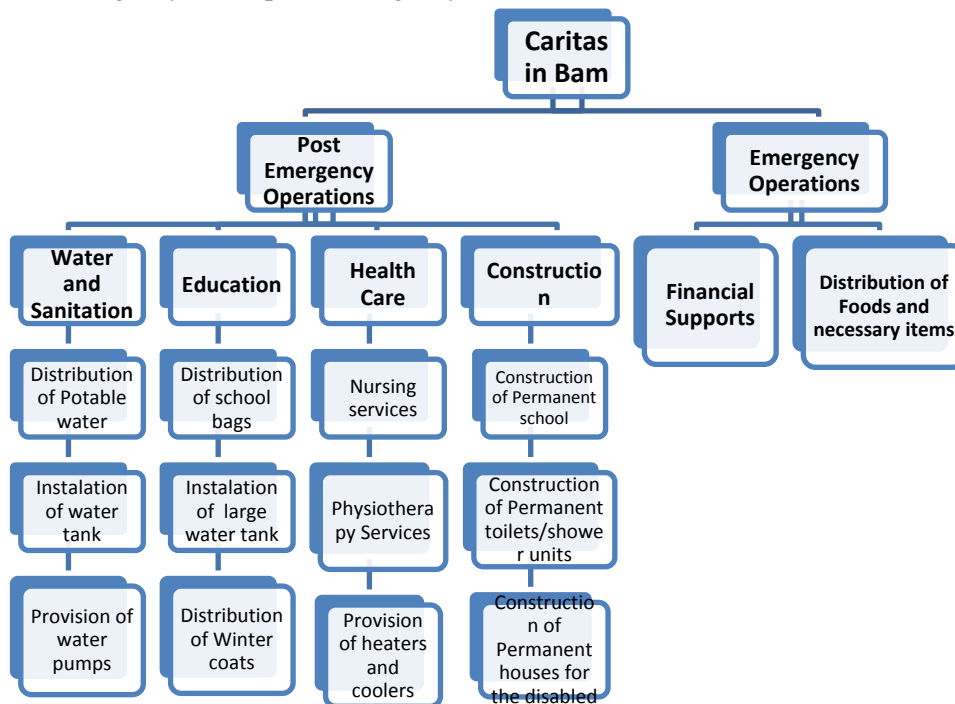 Caritas
in Bam
Post
Emergency
Operations
Emergency
Operations
Water
and
Sanitation
Education
Health
Care
Constructio
n
Financial
Supports
Distribution of
Foods and
necessary items
Distribution
of Potable
water
Distribution
of school
bags
Nursing
services
Construction
of Permanent
school
Instalation
of water
tank
Instalation
of large
water tank
Physiothera
py Services
Construction
of Permanent
toilets/showe
r units
Provision of
water
pumps
Distribution
of Winter
coats
Provision
of heaters
and
coolers
Constructio
n of
Permanent
houses for
the disabled